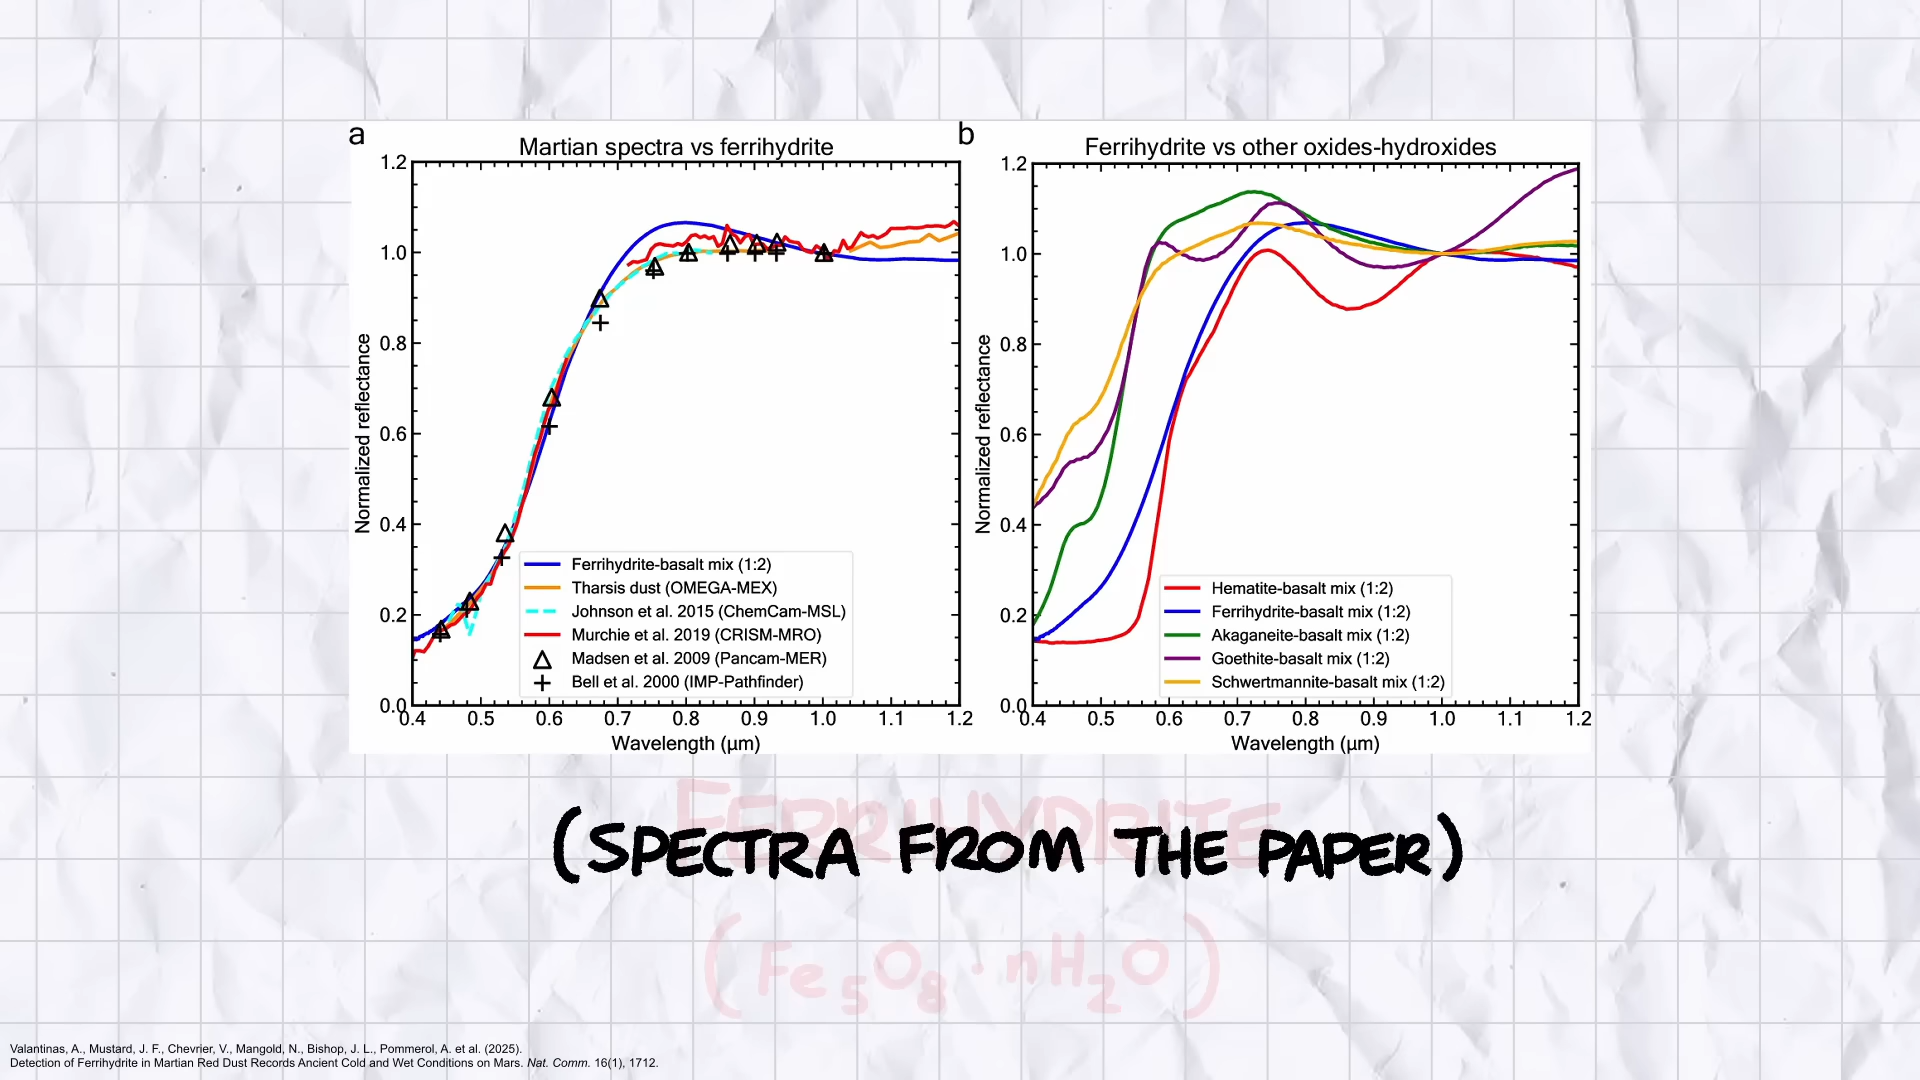 a
Martian spectra vs ferrihydrite
1.2
1.0
0.8
0.6
0.4
0.2
0.0
Normalized reflectance
Ferrihydrite-basalt mix (1:2)
Tharsis dust (OMEGA-MEX)
Johnson et al. 2015 (ChemCam-MSL)
Murchie et al. 2019 (CRISM-MRO)
Madsen et al. 2009 (Pancam-MER)
Bell et al. 2000 (IMP-Pathfinder)
0.4 0.5 0.6 0.7 0.8 0.9 1.0 1.1 1.2
Wavelength (µm)
b
Ferrihydrite vs other oxides-hydroxides
1.2
1.0
0.8
0.6
0.4
0.2
0.0
Normalized reflectance
Hematite-basalt mix (1:2)
Ferrihydrite-basalt mix (1:2)
Akaganeite-basalt mix (1:2)
Goethite-basalt mix (1:2)
Schwertmannite-basalt mix (1:2)
0.4 0.5 0.6 0.7 0.8 0.9 1.0 1.1 1.2
Wavelength (µm)
FERRIHYDRITE
(SPECTRA FROM THE PAPER)
(Fe₅O₈ · nH₂O)
Valantinas, A., Mustard, J. F., Chevrier, V., Mangold, N., Bishop, J. L., Pommerol, A. et al. (2025).
Detection of Ferrihydrite in Martian Red Dust Records Ancient Cold and Wet Conditions on Mars. Nat. Comm. 16(1), 1712.